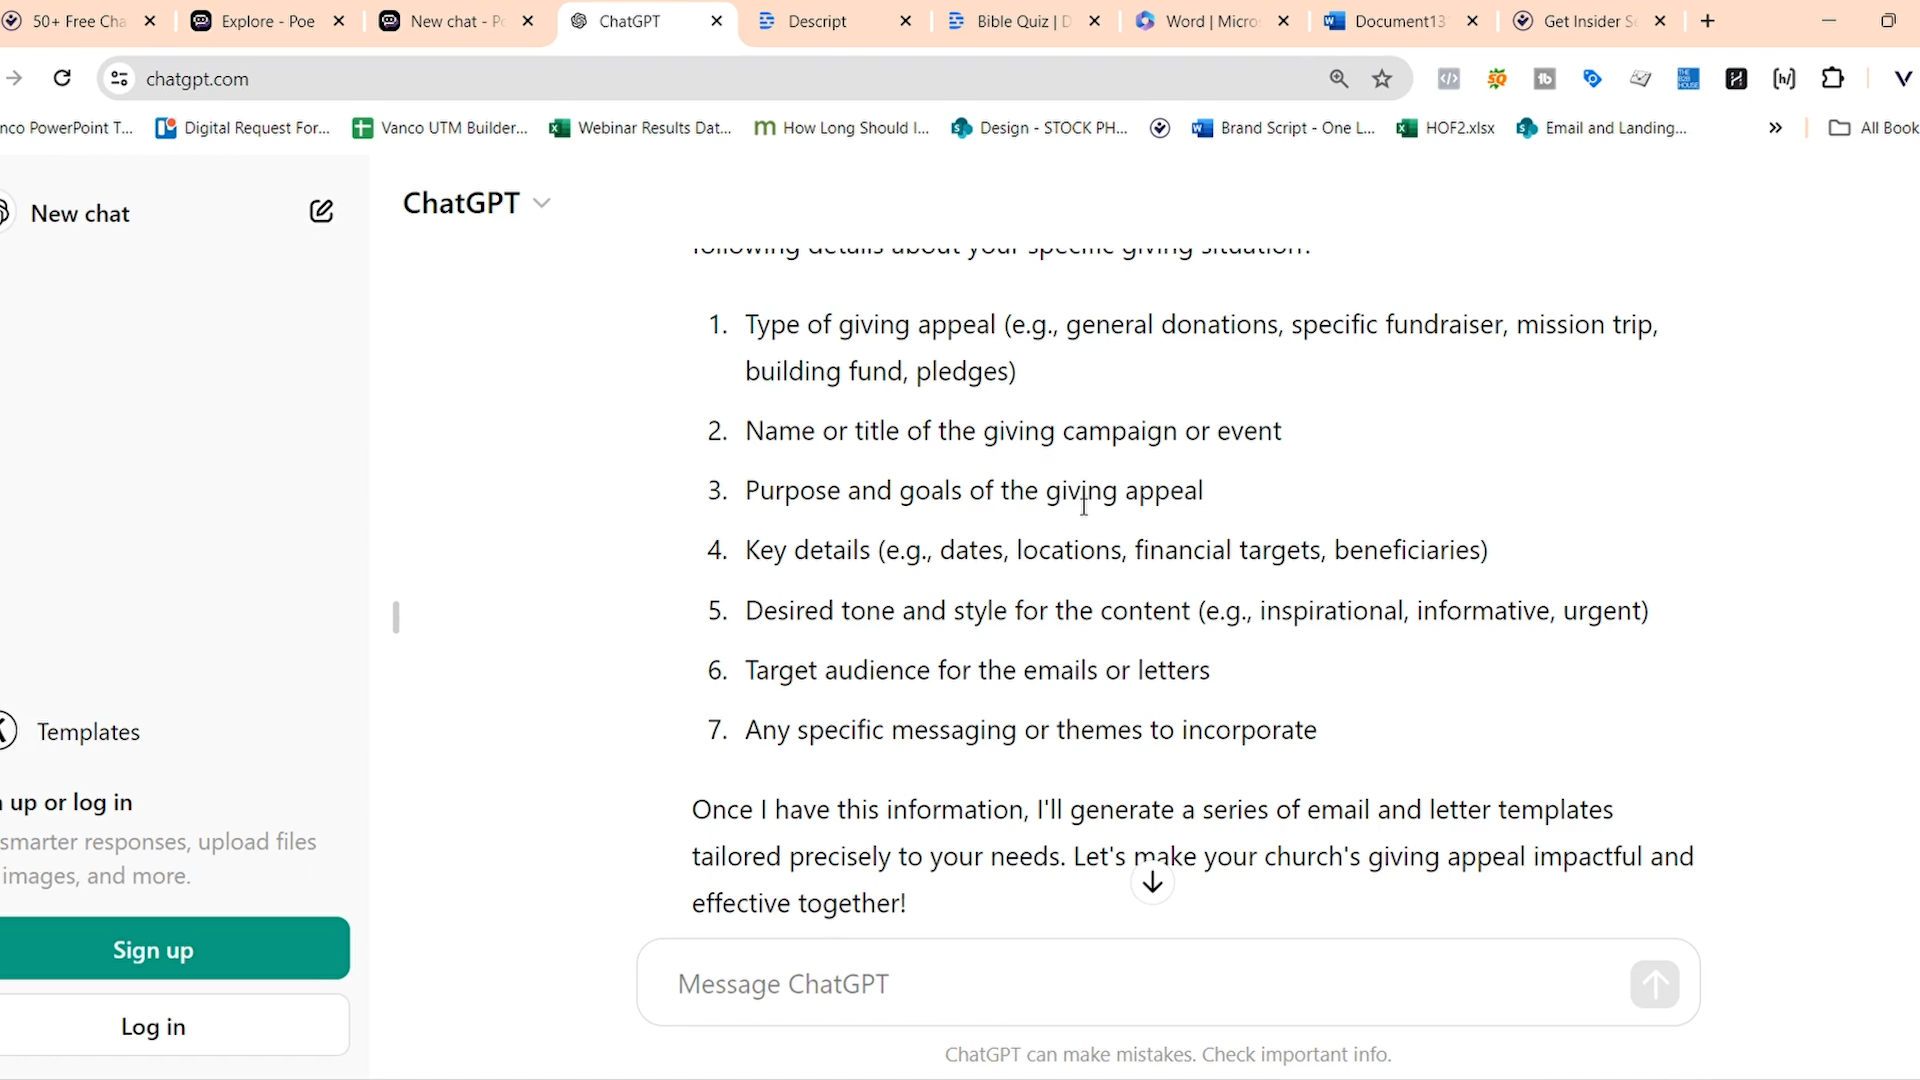 50+ Free Cha
Explore - Poe
New chat - Po
ChatGPT
Descript
Bible Quiz | D
Word | Micro
Document13
Get Insider S
chatgpt.com
nco PowerPoint T...
Digital Request For...
Vanco UTM Builder...
Webinar Results Dat...
How Long Should I...
Design - STOCK PH...
Brand Script - One L...
HOF2.xlsx
Email and Landing...
All Book
New chat
ChatGPT
following details about your specific giving situation:
1. Type of giving appeal (e.g., general donations, specific fundraiser, mission trip,
building fund, pledges)
2. Name or title of the giving campaign or event
3. Purpose and goals of the giving appeal
4. Key details (e.g., dates, locations, financial targets, beneficiaries)
5. Desired tone and style for the content (e.g., inspirational, informative, urgent)
6. Target audience for the emails or letters
7. Any specific messaging or themes to incorporate
Once I have this information, I'll generate a series of email and letter templates
tailored precisely to your needs. Let's make your church's giving appeal impactful and
effective together!
Templates
up or log in
smarter responses, upload files
images, and more.
Sign up
Log in
Message ChatGPT
ChatGPT can make mistakes. Check important info.